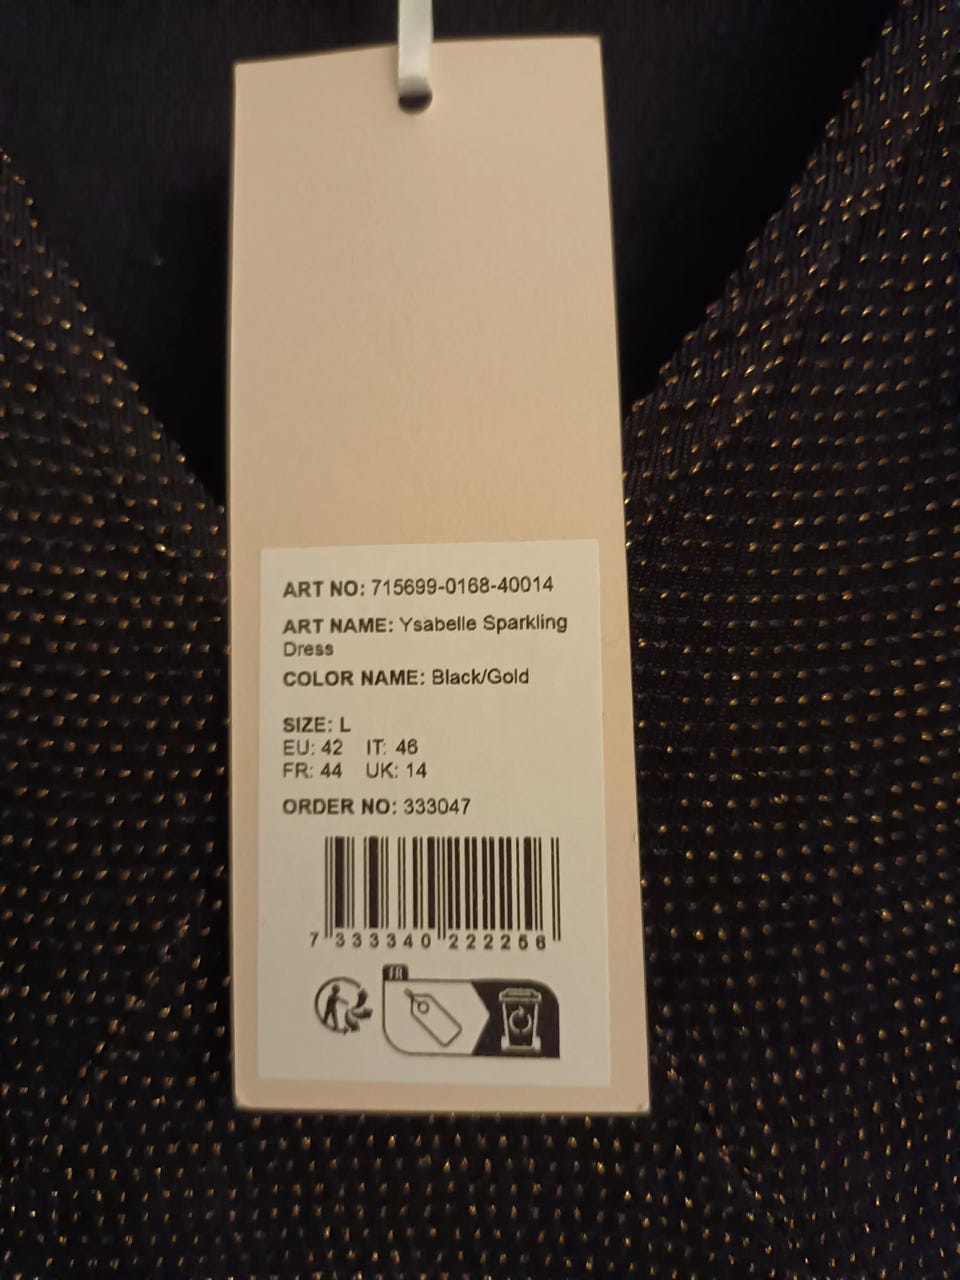 ART NO: 715699-0168-40014
ART NAME: Ysabelle Sparkling
Dress
COLOR NAME: Black/Gold
SIZE: L
EU: 42 IT: 46
FR: 44 UK: 14
ORDER NO: 333047
7 333340 222256
FR